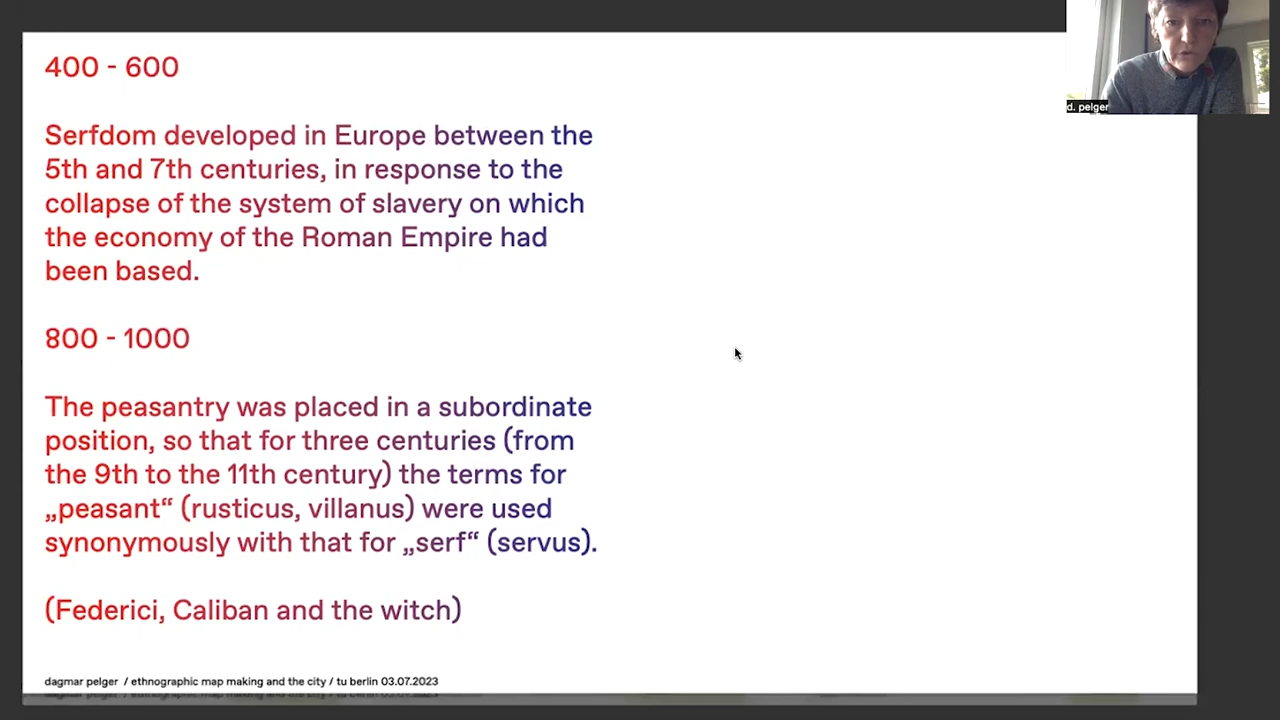 400 - 600
Serfdom developed in Europe between the
5th and 7th centuries, in response to the
collapse of the system of slavery on which
the economy of the Roman Empire had
been based.
800 - 1000
The peasantry was placed in a subordinate
position, so that for three centuries (from
the 9th to the 11th century) the terms for
„peasant“ (rusticus, villanus) were used
synonymously with that for „serf“ (servus).
(Federici, Caliban and the witch)
dagmar pelger / ethnographic map making and the city / tu berlin 03.07.2023
d. pelger